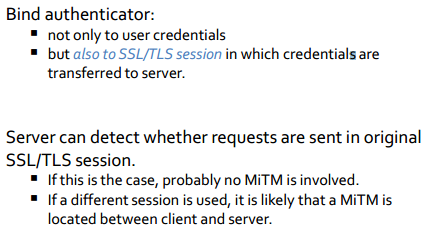 Bind authenticator:
▪ not only to user credentials
▪ but also to SSL/TLS session in which credentials are
transferred to server.
Server can detect whether requests are sent in original
SSL/TLS session.
▪ If this is the case, probably no MiTM is involved.
▪ If a different session is used, it is likely that a MiTM is
located between client and server.